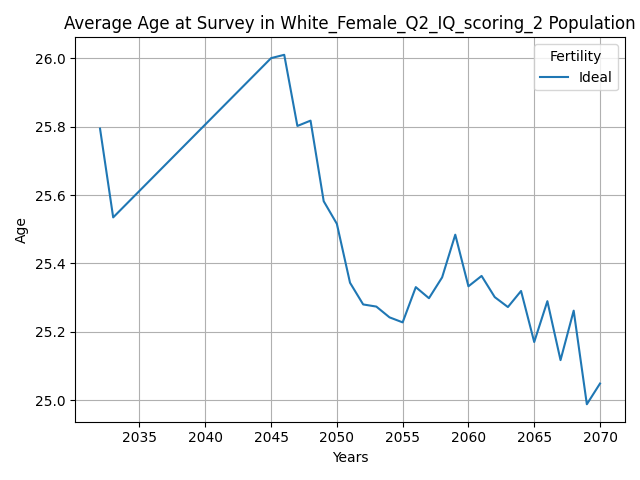 Average Age at Survey in White_Female_Q2_IQ_scoring_2 Population
Fertility
Ideal
26.0
25.8
25.6
25.4
25.2
25.0
Age
2035 2040 2045 2050 2055 2060 2065 2070
Years